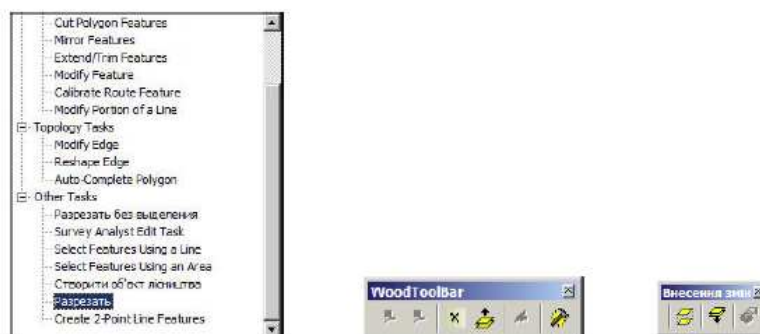 Cut Polygon Features
Mirror Features
Extend/Trim Features
Modify Feature
Calibrate Route Feature
Modify Portion of a Line
Topology Tasks
Modify Edge
Reshape Edge
Auto-Complete Polygon
Other Tasks
Разрезать без выделения
Survey Analyst Edit Task
Select Features Using a Line
Select Features Using an Area
Створити об'єкт лісництва
Разрезать
Create 2-Point Line Features
WoodToolBar
Внесення змін